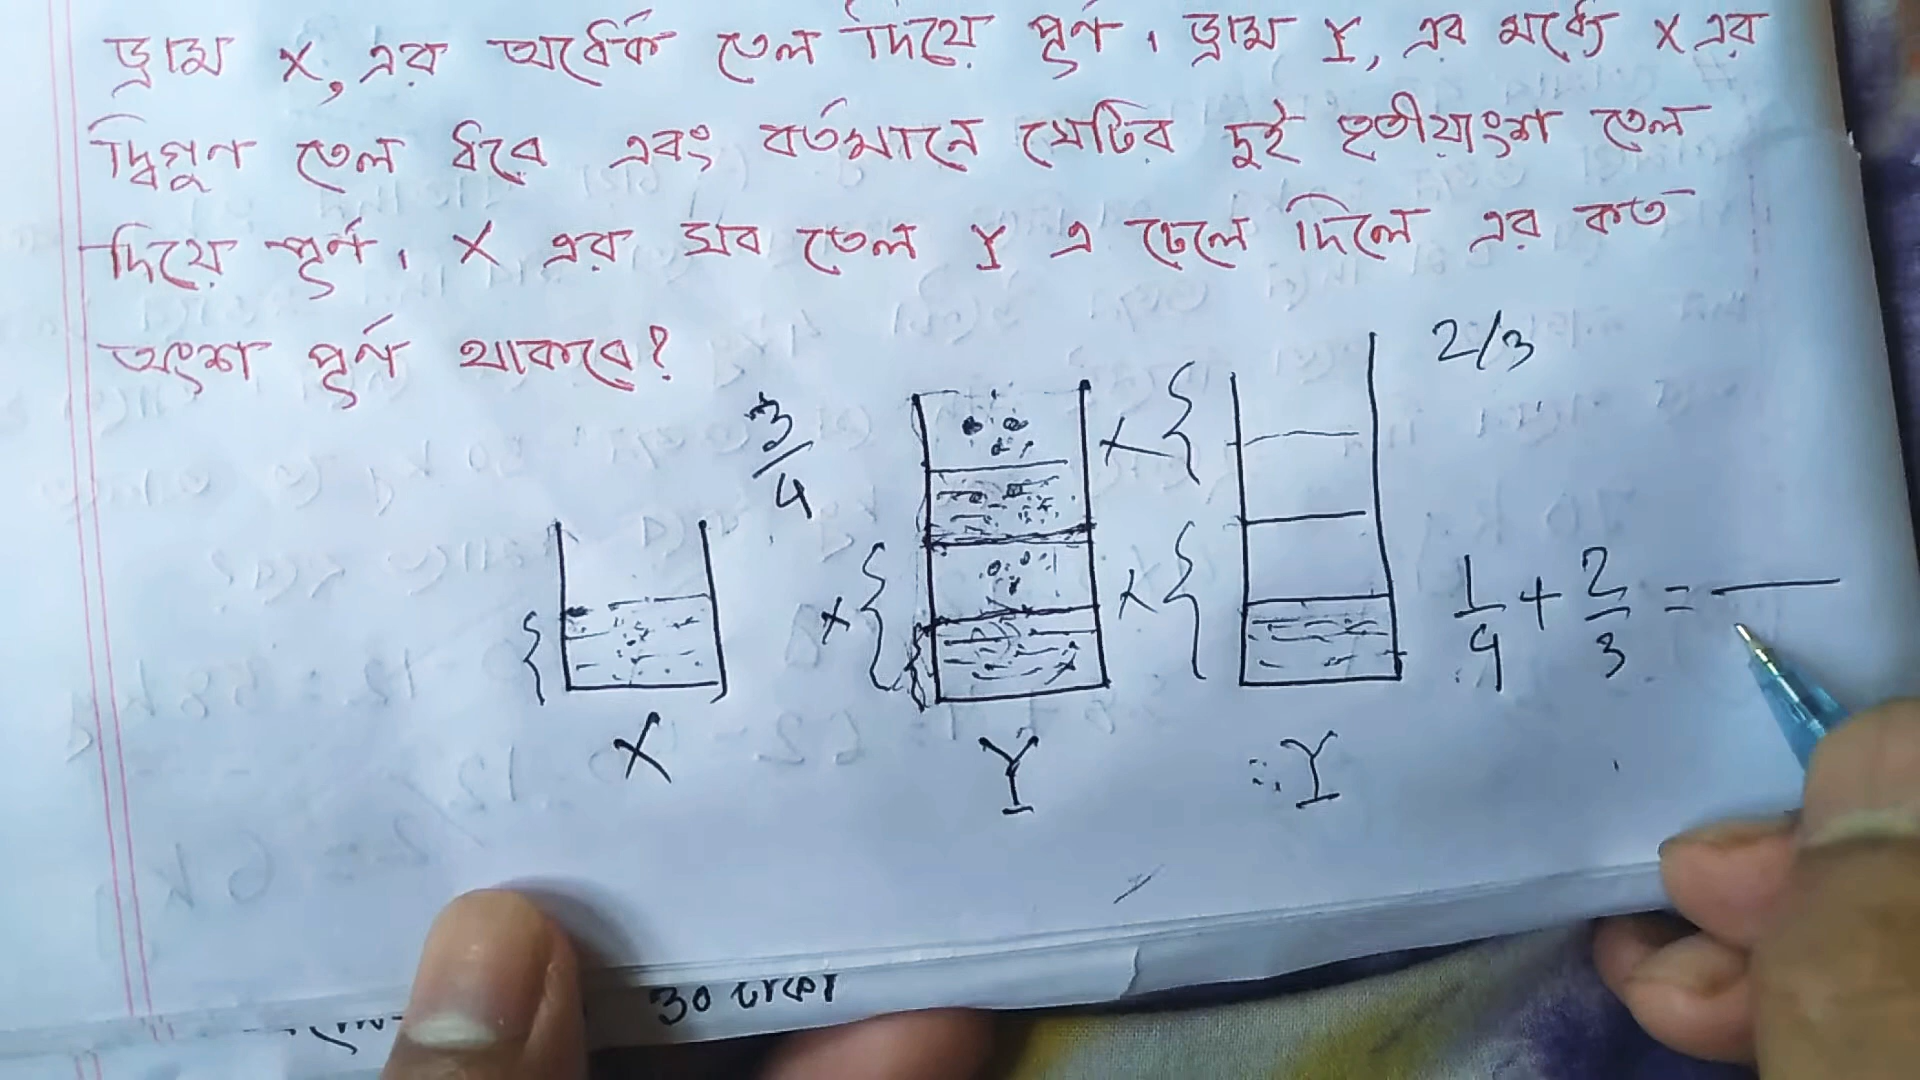 ড্রাম X, এর অর্ধেক তেল দিয়ে পূর্ণ। ড্রাম Y, এর মধ্যে X এর
দ্বিগুণ তেল ধরে এবং বর্তমানে সেটির দুই তৃতীয়াংশ তেল
দিয়ে পূর্ণ। X এর সব তেল Y এ ঢেলে দিলে এর কত
অংশ পূর্ণ থাকবে?
2/3
3/4
X
X
X
1/4 + 2/3 =
X
Y
Y
30 টাকা